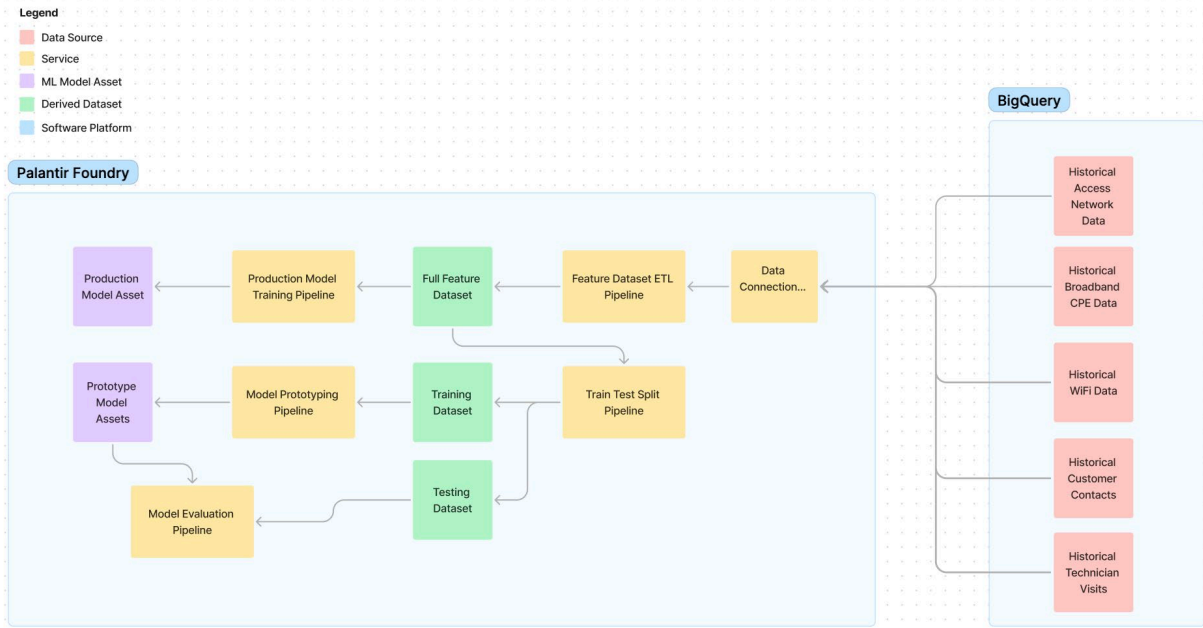 Legend
Data Source
Service
ML Model Asset
Derived Dataset
Software Platform
BigQuery
Palantir Foundry
Historical
Access
Network
Data
Production
Model Asset
Production Model
Training Pipeline
Full Feature
Dataset
Feature Dataset ETL
Pipeline
Data
Connection...
Historical
Broadband
CPE Data
Prototype
Model
Assets
Model Prototyping
Pipeline
Training
Dataset
Train Test Split
Pipeline
Historical
WiFi Data
Model Evaluation
Pipeline
Testing
Dataset
Historical
Customer
Contacts
Historical
Technician
Visits